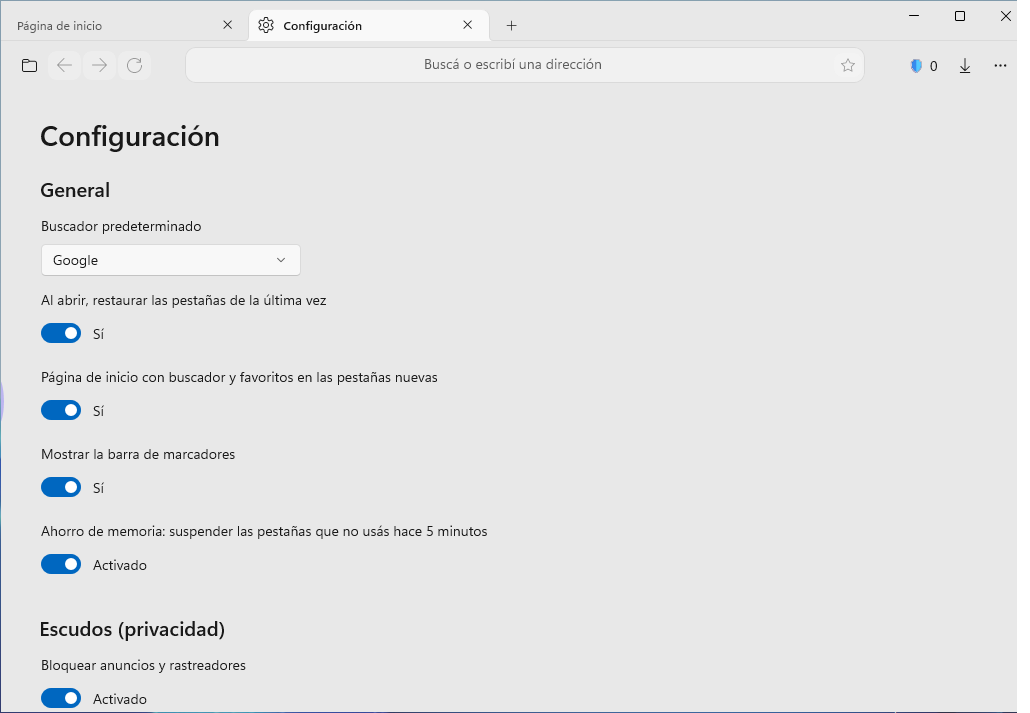 Página de inicio
Configuración
Buscá o escribí una dirección
0
Configuración
General
Buscador predeterminado
Google
Al abrir, restaurar las pestañas de la última vez
Sí
Página de inicio con buscador y favoritos en las pestañas nuevas
Sí
Mostrar la barra de marcadores
Sí
Ahorro de memoria: suspender las pestañas que no usás hace 5 minutos
Activado
Escudos (privacidad)
Bloquear anuncios y rastreadores
Activado